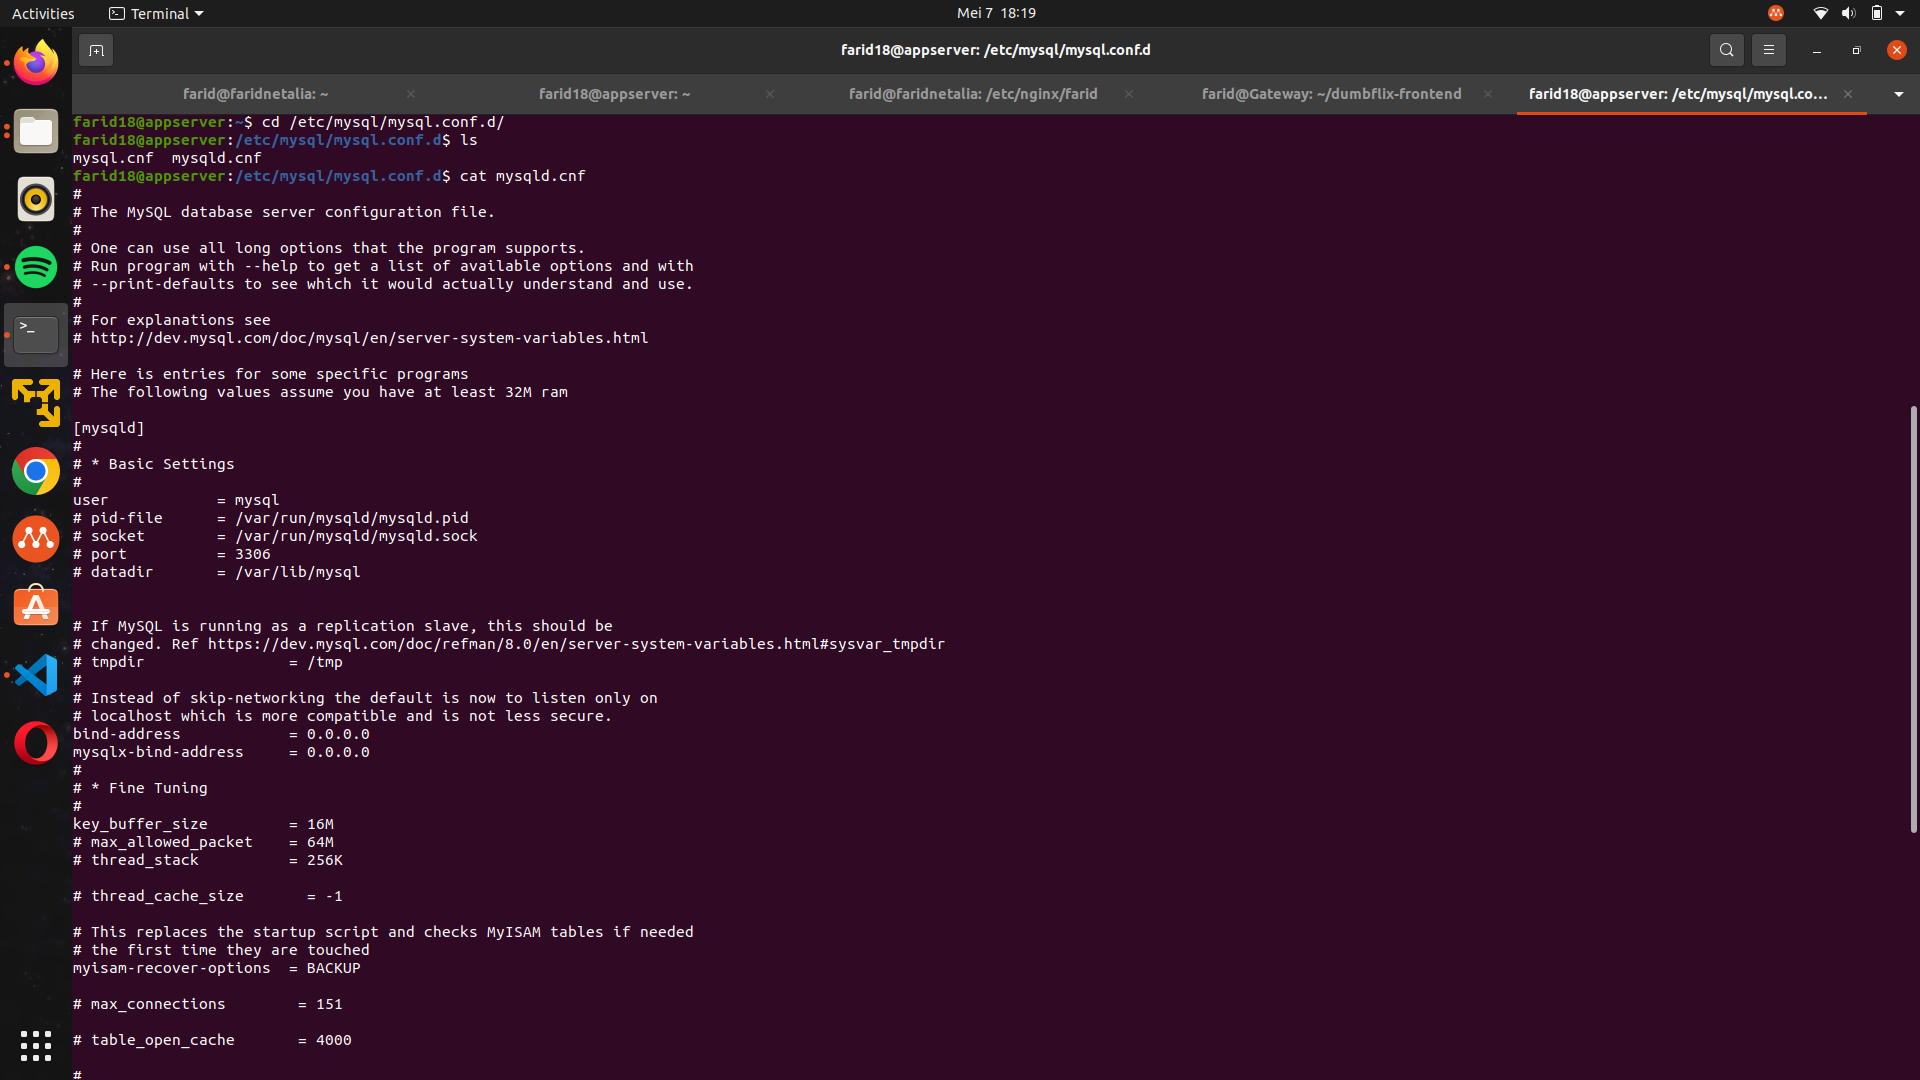 Activities
Terminal
Mei 7 18:19
farid18@appserver: /etc/mysql/mysql.conf.d
farid@faridnetalia: ~
farid18@appserver: ~
farid@faridnetalia: /etc/nginx/farid
farid@Gateway: ~/dumbflix-frontend
farid18@appserver: /etc/mysql/mysql.co...
farid18@appserver:~$ cd /etc/mysql/mysql.conf.d/
farid18@appserver:/etc/mysql/mysql.conf.d$ ls
mysql.cnf  mysqld.cnf
farid18@appserver:/etc/mysql/mysql.conf.d$ cat mysqld.cnf
#
# The MySQL database server configuration file.
#
# One can use all long options that the program supports.
# Run program with --help to get a list of available options and with
# --print-defaults to see which it would actually understand and use.
#
# For explanations see
# http://dev.mysql.com/doc/mysql/en/server-system-variables.html
# Here is entries for some specific programs
# The following values assume you have at least 32M ram
[mysqld]
#
# * Basic Settings
#
user            = mysql
# pid-file      = /var/run/mysqld/mysqld.pid
# socket        = /var/run/mysqld/mysqld.sock
# port          = 3306
# datadir       = /var/lib/mysql
# If MySQL is running as a replication slave, this should be
# changed. Ref https://dev.mysql.com/doc/refman/8.0/en/server-system-variables.html#sysvar_tmpdir
# tmpdir                = /tmp
#
# Instead of skip-networking the default is now to listen only on
# localhost which is more compatible and is not less secure.
bind-address            = 0.0.0.0
mysqlx-bind-address     = 0.0.0.0
#
# * Fine Tuning
#
key_buffer_size         = 16M
# max_allowed_packet    = 64M
# thread_stack          = 256K
# thread_cache_size       = -1
# This replaces the startup script and checks MyISAM tables if needed
# the first time they are touched
myisam-recover-options  = BACKUP
# max_connections        = 151
# table_open_cache       = 4000
#